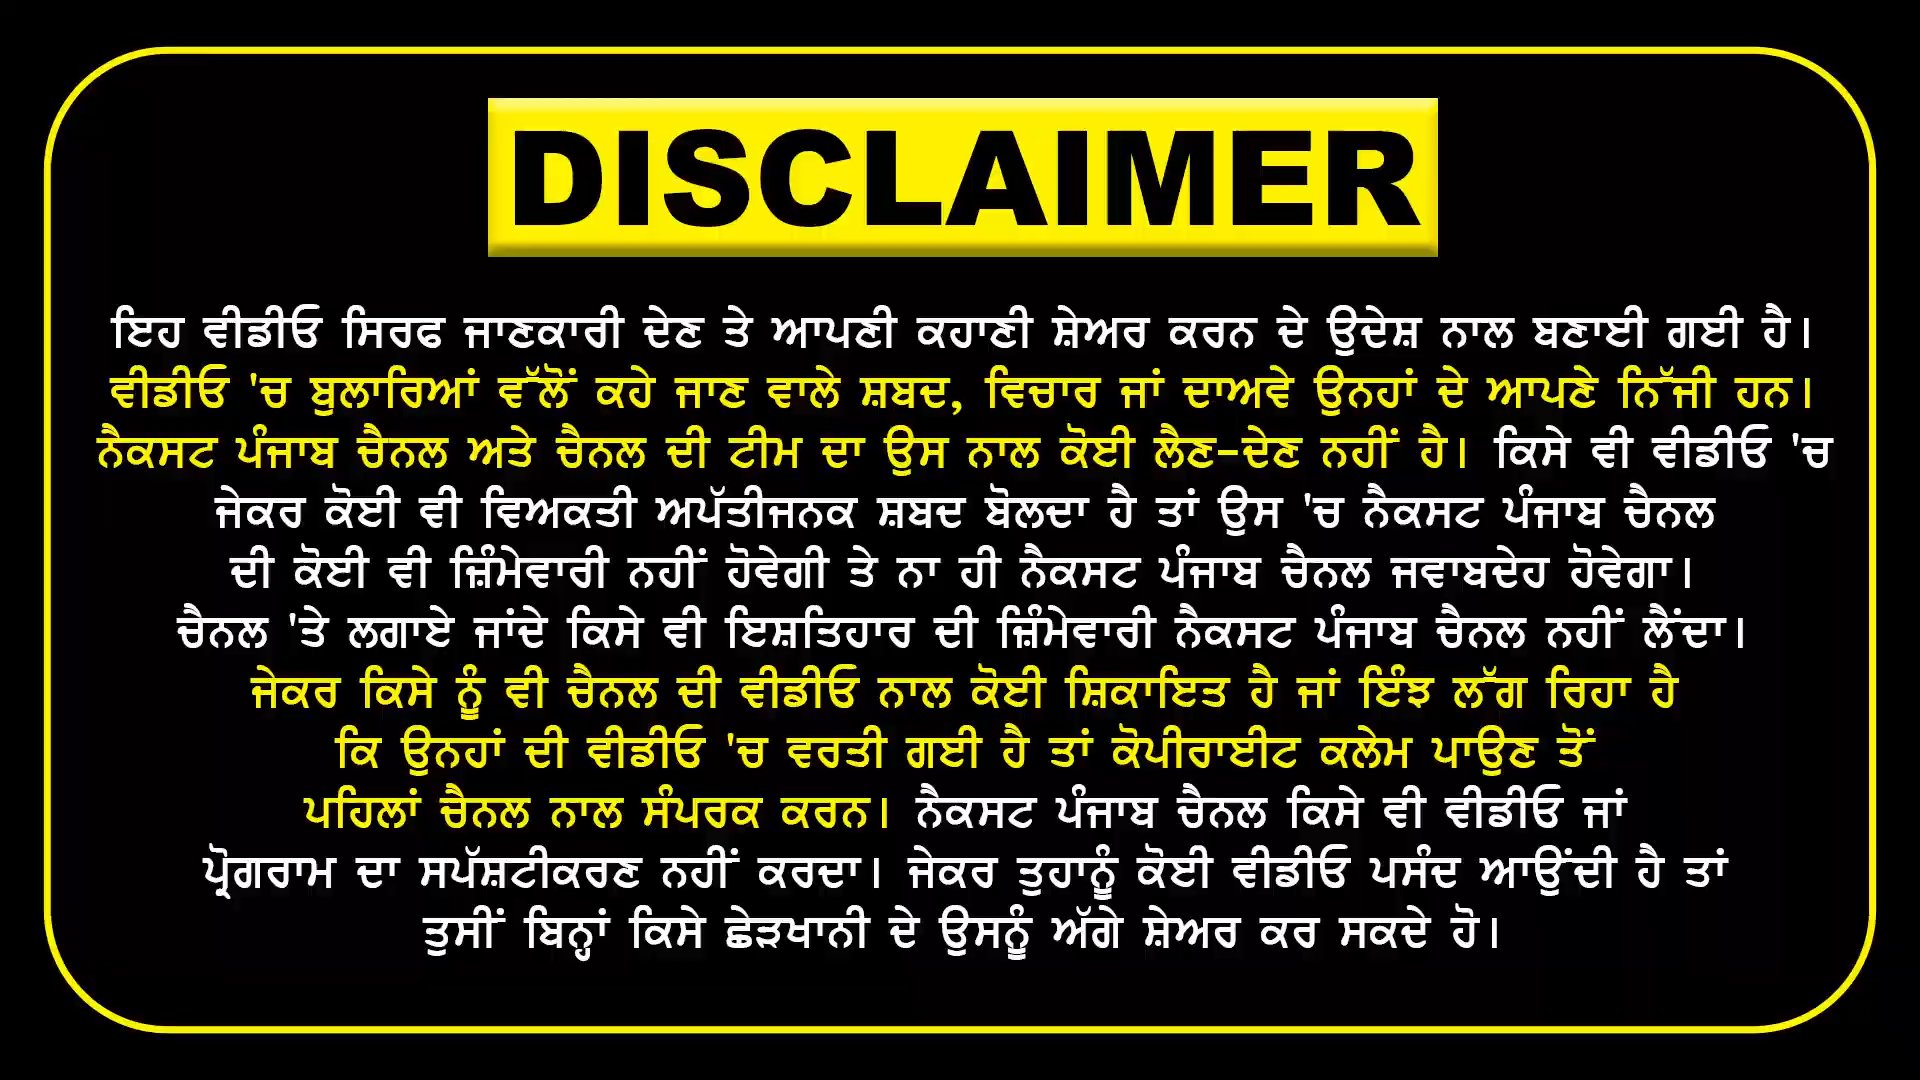 DISCLAIMER
ਇਹ ਵੀਡੀਓ ਸਿਰਫ ਜਾਣਕਾਰੀ ਦੇਣ ਤੇ ਆਪਣੀ ਕਹਾਣੀ ਸ਼ੇਅਰ ਕਰਨ ਦੇ ਉਦੇਸ਼ ਨਾਲ ਬਣਾਈ ਗਈ ਹੈ।
ਵੀਡੀਓ 'ਚ ਬੁਲਾਰਿਆਂ ਵੱਲੋਂ ਕਹੇ ਜਾਣ ਵਾਲੇ ਸ਼ਬਦ, ਵਿਚਾਰ ਜਾਂ ਦਾਅਵੇ ਉਨਹਾਂ ਦੇ ਆਪਣੇ ਨਿੱਜੀ ਹਨ।
ਨੈਕਸਟ ਪੰਜਾਬ ਚੈਨਲ ਅਤੇ ਚੈਨਲ ਦੀ ਟੀਮ ਦਾ ਉਸ ਨਾਲ ਕੋਈ ਲੈਣ-ਦੇਣ ਨਹੀਂ ਹੈ। ਕਿਸੇ ਵੀ ਵੀਡੀਓ 'ਚ
ਜੇਕਰ ਕੋਈ ਵੀ ਵਿਅਕਤੀ ਅਪੱਤੀਜਨਕ ਸ਼ਬਦ ਬੋਲਦਾ ਹੈ ਤਾਂ ਉਸ 'ਚ ਨੈਕਸਟ ਪੰਜਾਬ ਚੈਨਲ
ਦੀ ਕੋਈ ਵੀ ਜ਼ਿੰਮੇਵਾਰੀ ਨਹੀਂ ਹੋਵੇਗੀ ਤੇ ਨਾ ਹੀ ਨੈਕਸਟ ਪੰਜਾਬ ਚੈਨਲ ਜਵਾਬਦੇਹ ਹੋਵੇਗਾ।
ਚੈਨਲ 'ਤੇ ਲਗਾਏ ਜਾਂਦੇ ਕਿਸੇ ਵੀ ਇਸ਼ਤਿਹਾਰ ਦੀ ਜ਼ਿੰਮੇਵਾਰੀ ਨੈਕਸਟ ਪੰਜਾਬ ਚੈਨਲ ਨਹੀਂ ਲੈਂਦਾ।
ਜੇਕਰ ਕਿਸੇ ਨੂੰ ਵੀ ਚੈਨਲ ਦੀ ਵੀਡੀਓ ਨਾਲ ਕੋਈ ਸ਼ਿਕਾਇਤ ਹੈ ਜਾਂ ਇੰਝ ਲੱਗ ਰਿਹਾ ਹੈ
ਕਿ ਉਨਹਾਂ ਦੀ ਵੀਡੀਓ 'ਚ ਵਰਤੀ ਗਈ ਹੈ ਤਾਂ ਕੋਪੀਰਾਈਟ ਕਲੇਮ ਪਾਉਣ ਤੋਂ
ਪਹਿਲਾਂ ਚੈਨਲ ਨਾਲ ਸੰਪਰਕ ਕਰਨ। ਨੈਕਸਟ ਪੰਜਾਬ ਚੈਨਲ ਕਿਸੇ ਵੀ ਵੀਡੀਓ ਜਾਂ
ਪ੍ਰੋਗਰਾਮ ਦਾ ਸਪੱਸ਼ਟੀਕਰਣ ਨਹੀਂ ਕਰਦਾ। ਜੇਕਰ ਤੁਹਾਨੂੰ ਕੋਈ ਵੀਡੀਓ ਪਸੰਦ ਆਉਂਦੀ ਹੈ ਤਾਂ
ਤੁਸੀਂ ਬਿਨ੍ਹਾਂ ਕਿਸੇ ਛੇੜਖਾਨੀ ਦੇ ਉਸਨੂੰ ਅੱਗੇ ਸ਼ੇਅਰ ਕਰ ਸਕਦੇ ਹੋ।